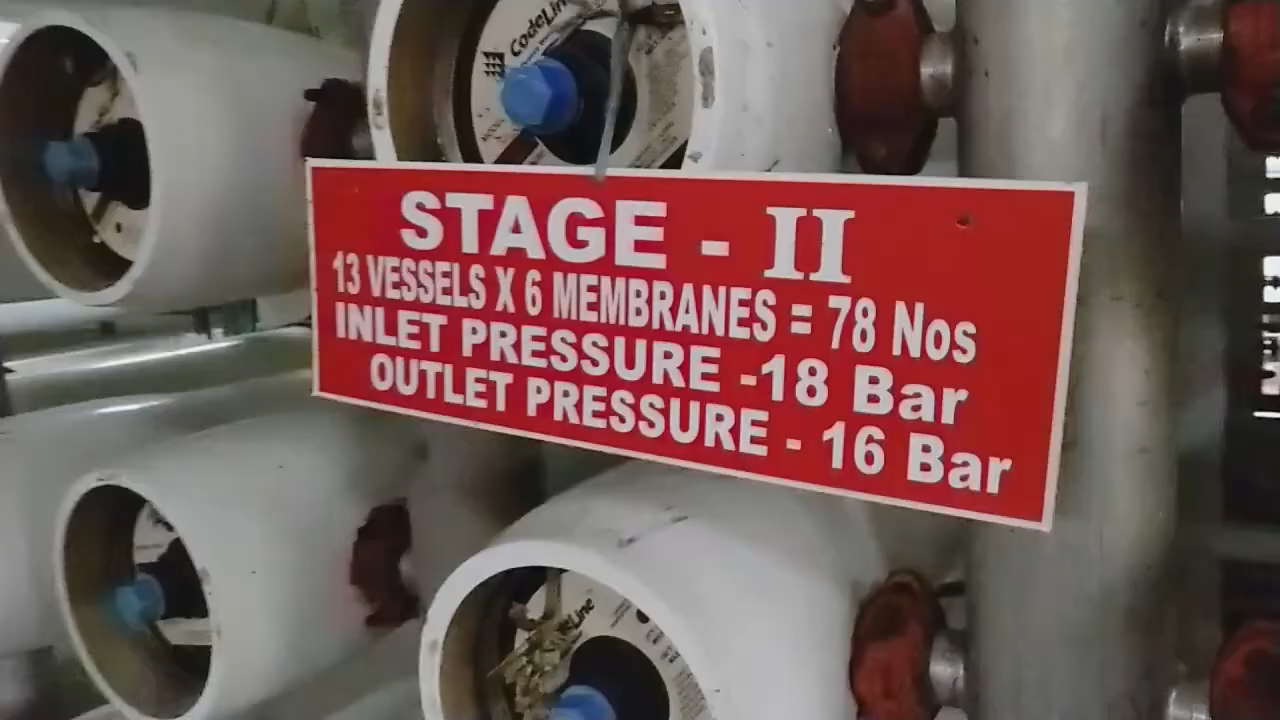 CodeLine
STAGE - II
13 VESSELS X 6 MEMBRANES = 78 Nos
INLET PRESSURE -18 Bar
OUTLET PRESSURE - 16 Bar